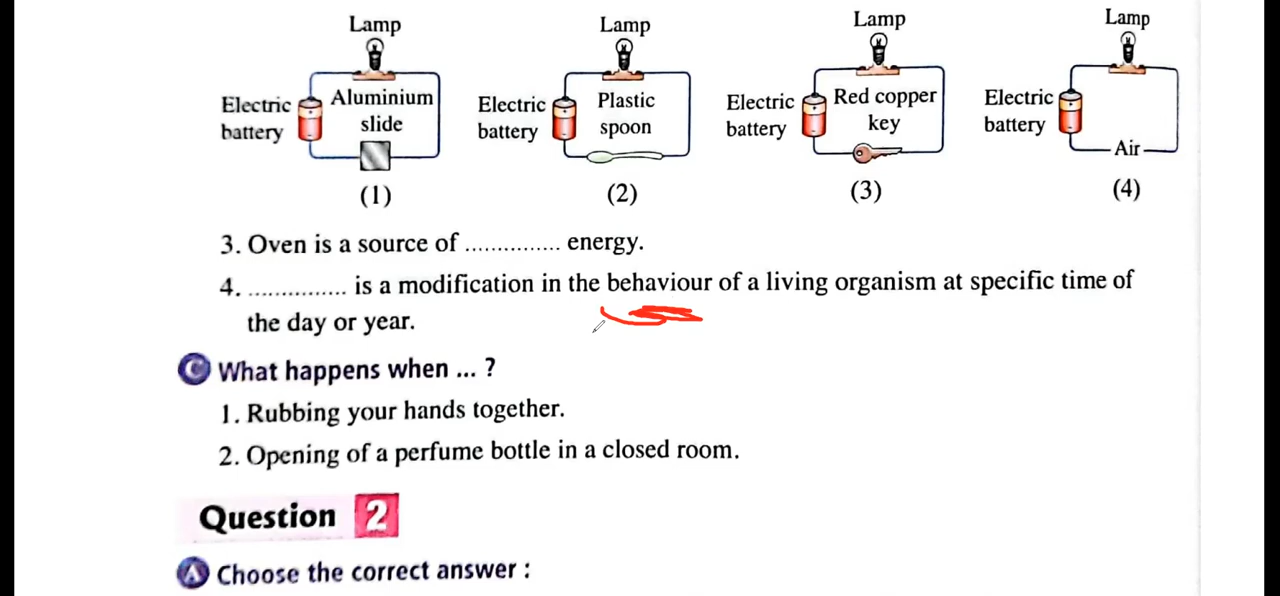 Lamp
Electric battery
Aluminium slide
(1)
Lamp
Electric battery
Plastic spoon
(2)
Lamp
Electric battery
Red copper key
(3)
Lamp
Electric battery
Air
(4)
3. Oven is a source of .............. energy.
4. ............... is a modification in the behaviour of a living organism at specific time of
the day or year.
C What happens when ... ?
1. Rubbing your hands together.
2. Opening of a perfume bottle in a closed room.
Question 2
A Choose the correct answer :